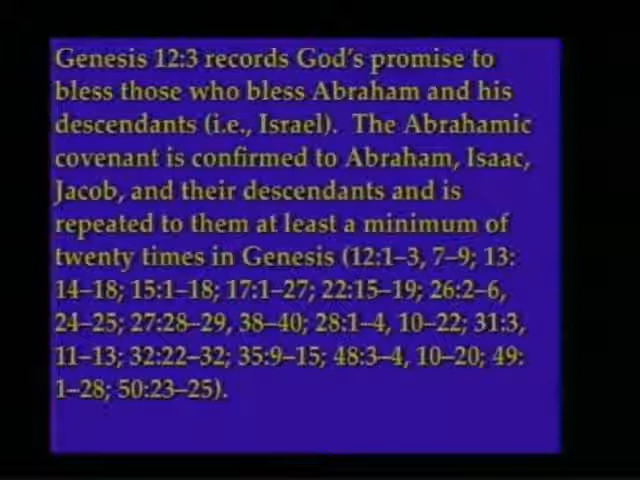 Genesis 12:3 records God's promise to
bless those who bless Abraham and his
descendants (i.e., Israel).  The Abrahamic
covenant is confirmed to Abraham, Isaac,
Jacob, and their descendants and is
repeated to them at least a minimum of
twenty times in Genesis (12:1–3, 7–9; 13:
14–18; 15:1–18; 17:1–27; 22:15–19; 26:2–6,
24–25; 27:28–29, 38–40; 28:1–4, 10–22; 31:3,
11–13; 32:22–32; 35:9–15; 48:3–4, 10–20; 49:
1–28; 50:23–25).